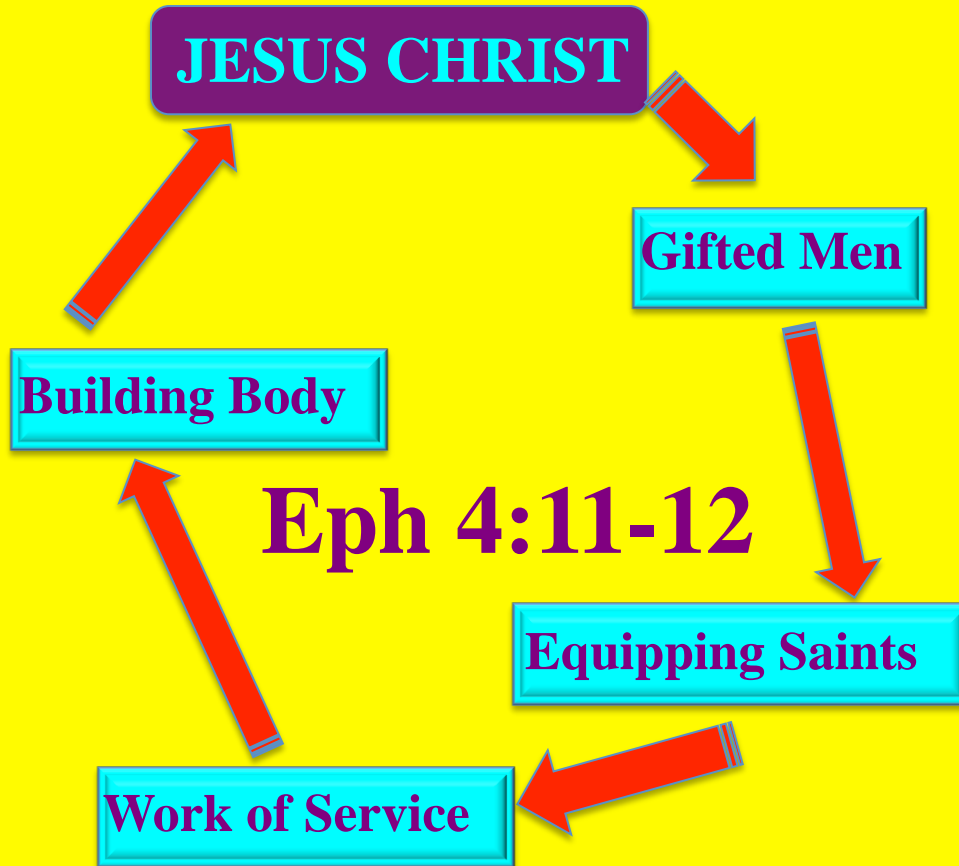 JESUS CHRIST
Gifted Men
Building Body
Eph 4:11-12
Equipping Saints
Work of Service